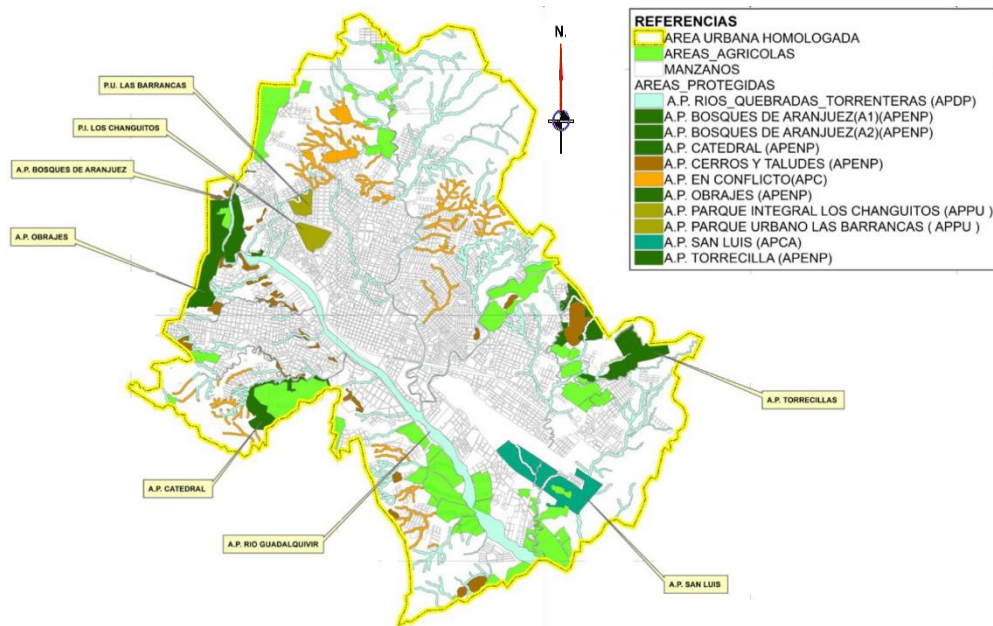 N.
REFERENCIAS
AREA URBANA HOMOLOGADA
AREAS_AGRICOLAS
MANZANOS
AREAS_PROTEGIDAS
A.P. RIOS_QUEBRADAS_TORRENTERAS (APDP)
A.P. BOSQUES DE ARANJUEZ(A1)(APENP)
A.P. BOSQUES DE ARANJUEZ(A2)(APENP)
A.P. CATEDRAL (APENP)
A.P. CERROS Y TALUDES (APENP)
A.P. EN CONFLICTO(APC)
A.P. OBRAJES (APENP)
A.P. PARQUE INTEGRAL LOS CHANGUITOS (APPU )
A.P. PARQUE URBANO LAS BARRANCAS ( APPU )
A.P. SAN LUIS (APCA)
A.P. TORRECILLA (APENP)
P.U. LAS BARRANCAS
P.I. LOS CHANGUITOS
A.P. BOSQUES DE ARANJUEZ
A.P. OBRAJES
A.P. TORRECILLAS
A.P. CATEDRAL
A.P. RIO GUADALQUIVIR
A.P. SAN LUIS